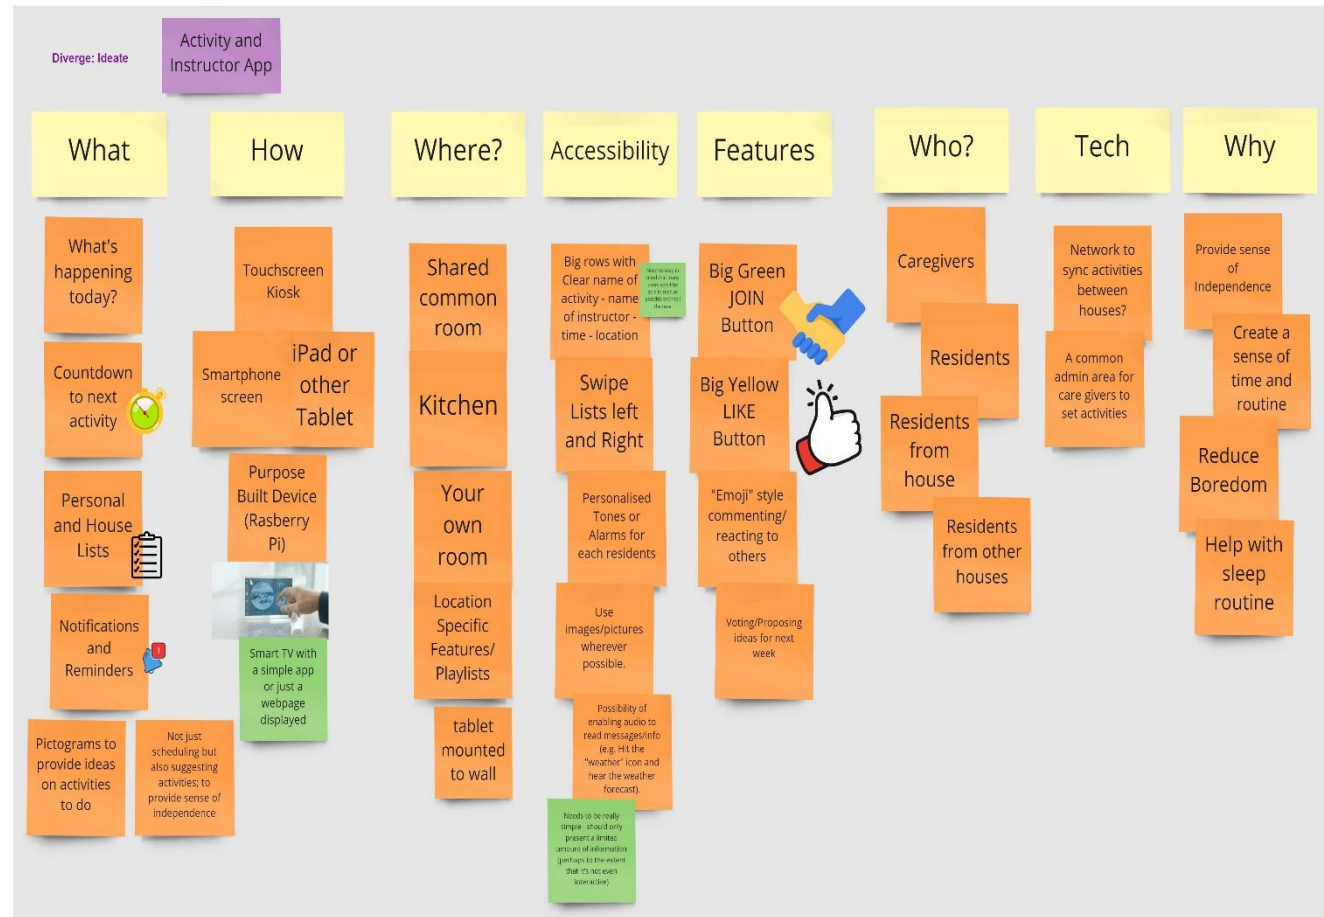 Diverge: Ideate
Activity and
Instructor App
What
How
Where?
Accessibility
Features
Who?
Tech
Why
What's
happening
today?
Countdown
to next
activity
Personal
and House
Lists
Notifications
and
Reminders
1
Pictograms to
provide ideas
on activities
to do
Not just
scheduling but
also suggesting
activities; to
provide sense of
independence
Touchscreen
Kiosk
Smartphone
screen
iPad or
other
Tablet
Purpose
Built Device
(Rasberry
Pi)
Smart TV with
a simple app
or just a
webpage
displayed
Shared
common
room
Kitchen
Your
own
room
Location
Specific
Features/
Playlists
tablet
mounted
to wall
Big rows with
Clear name of
activity - name
of instructor -
time - location
Swipe
Lists left
and Right
Personalised
Tones or
Alarms for
each residents
Use
images/pictures
wherever
possible.
Possibility of
enabling audio to
read messages/info
(e.g. Hit the
"weather" icon and
hear the weather
forecast).
Needs to be really
simple - should only
present a limited
amount of information
(perhaps to the extent
that it's not even
interactive)
Big Green
JOIN
Button
Big Yellow
LIKE
Button
"Emoji" style
commenting/
reacting to
others
Voting/Proposing
ideas for next
week
Caregivers
Residents
Residents
from
house
Residents
from other
houses
Network to
sync activities
between
houses?
A common
admin area for
care givers to
set activities
Provide sense
of
Independence
Create a
sense of
time and
routine
Reduce
Boredom
Help with
sleep
routine